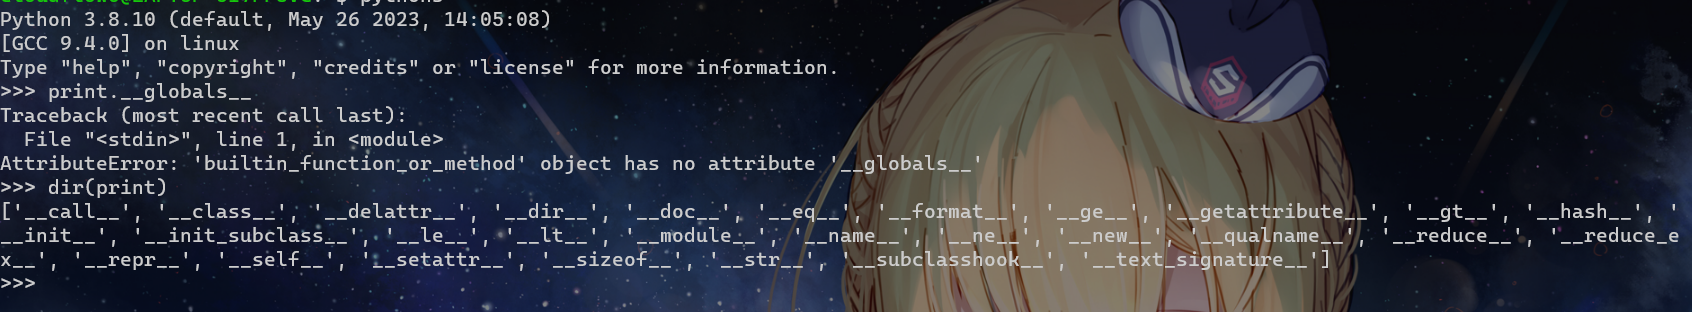 Python 3.8.10 (default, May 26 2023, 14:05:08)
[GCC 9.4.0] on linux
Type "help", "copyright", "credits" or "license" for more information.
>>> print.__globals__
Traceback (most recent call last):
  File "<stdin>", line 1, in <module>
AttributeError: 'builtin_function_or_method' object has no attribute '__globals__'
>>> dir(print)
['__call__', '__class__', '__delattr__', '__dir__', '__doc__', '__eq__', '__format__', '__ge__', '__getattribute__', '__gt__', '__hash__', '
__init__', '__init_subclass__', '__le__', '__lt__', '__module__', '__name__', '__ne__', '__new__', '__qualname__', '__reduce__', '__reduce_e
x__', '__repr__', '__self__', '__setattr__', '__sizeof__', '__str__', '__subclasshook__', '__text_signature__']
>>>